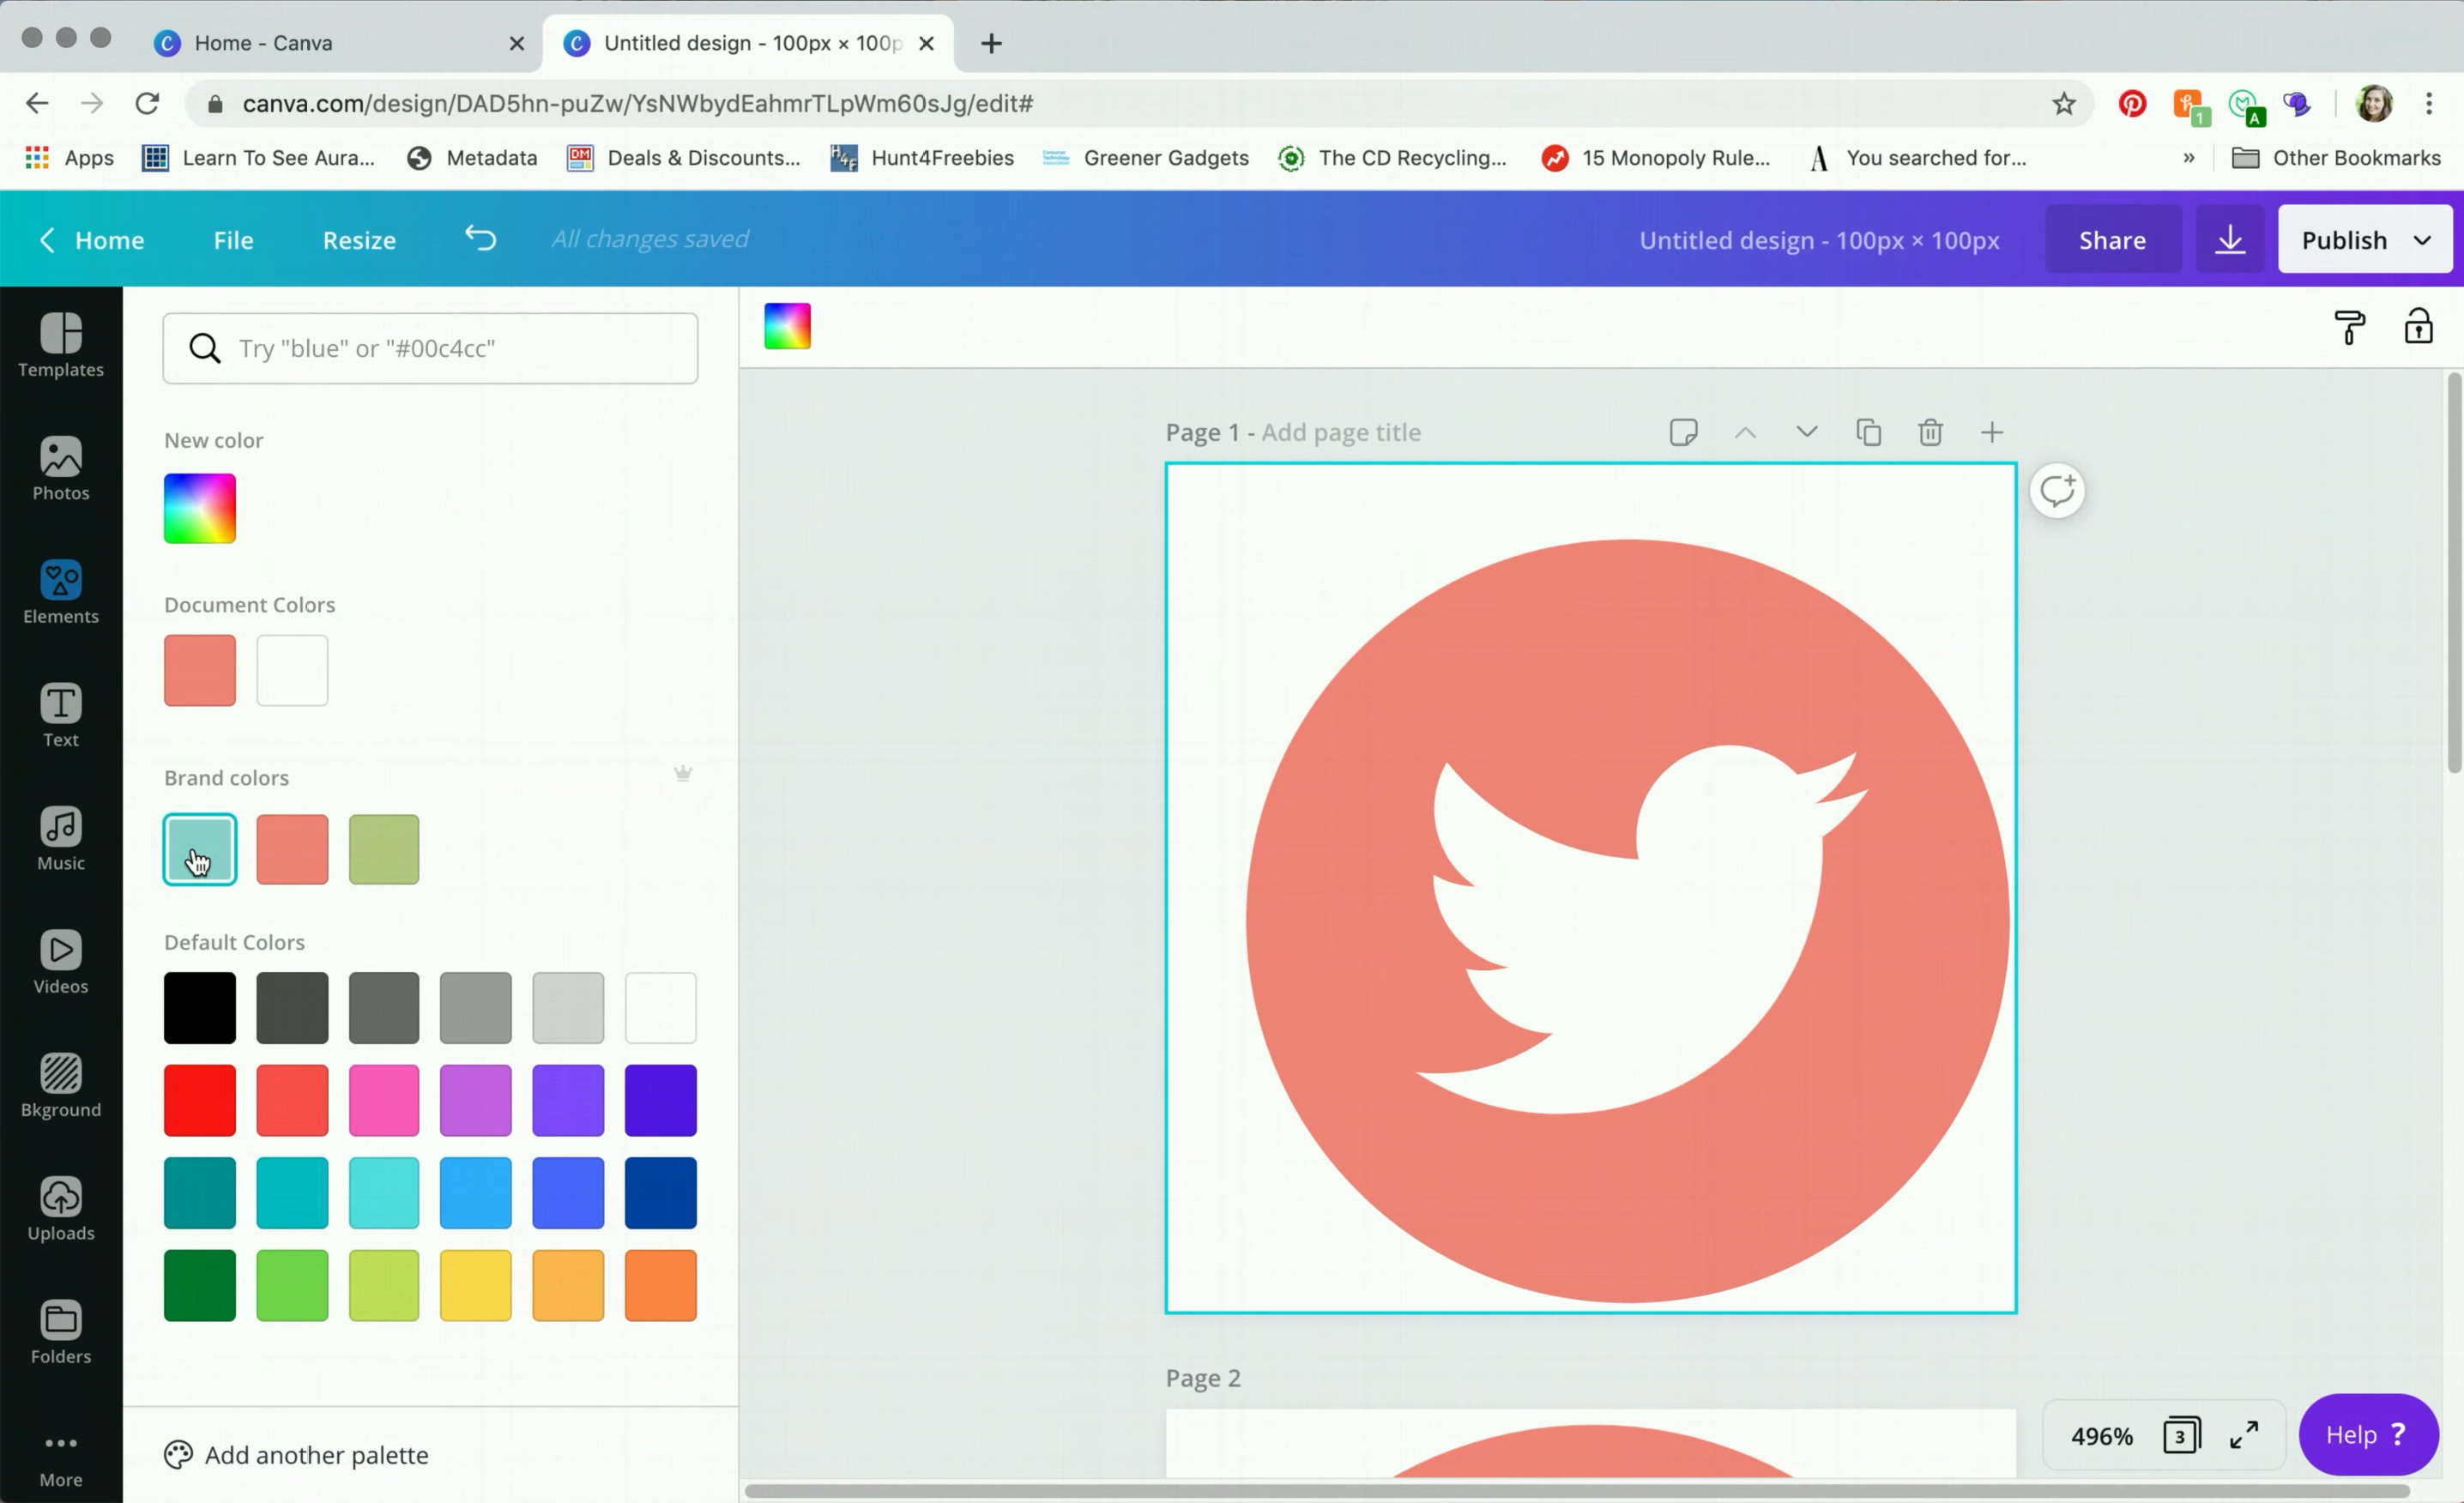 Home - Canva
Untitled design - 100px × 100p
canva.com/design/DAD5hn-puZw/YsNWbydEahmrTLpWm60sJg/edit#
1
A
Apps
Learn To See Aura...
Metadata
DM
Deals & Discounts...
H4F
Hunt4Freebies
Greener Gadgets
The CD Recycling...
15 Monopoly Rule...
A
You searched for...
»
Other Bookmarks
Home
File
Resize
All changes saved
Untitled design - 100px × 100px
Share
Publish
Templates
Photos
Elements
Text
Music
Videos
Bkground
Uploads
Folders
More
Try "blue" or "#00c4cc"
New color
Document Colors
Brand colors
Default Colors
Add another palette
Page 1 - Add page title
Page 2
496%
3
Help ?